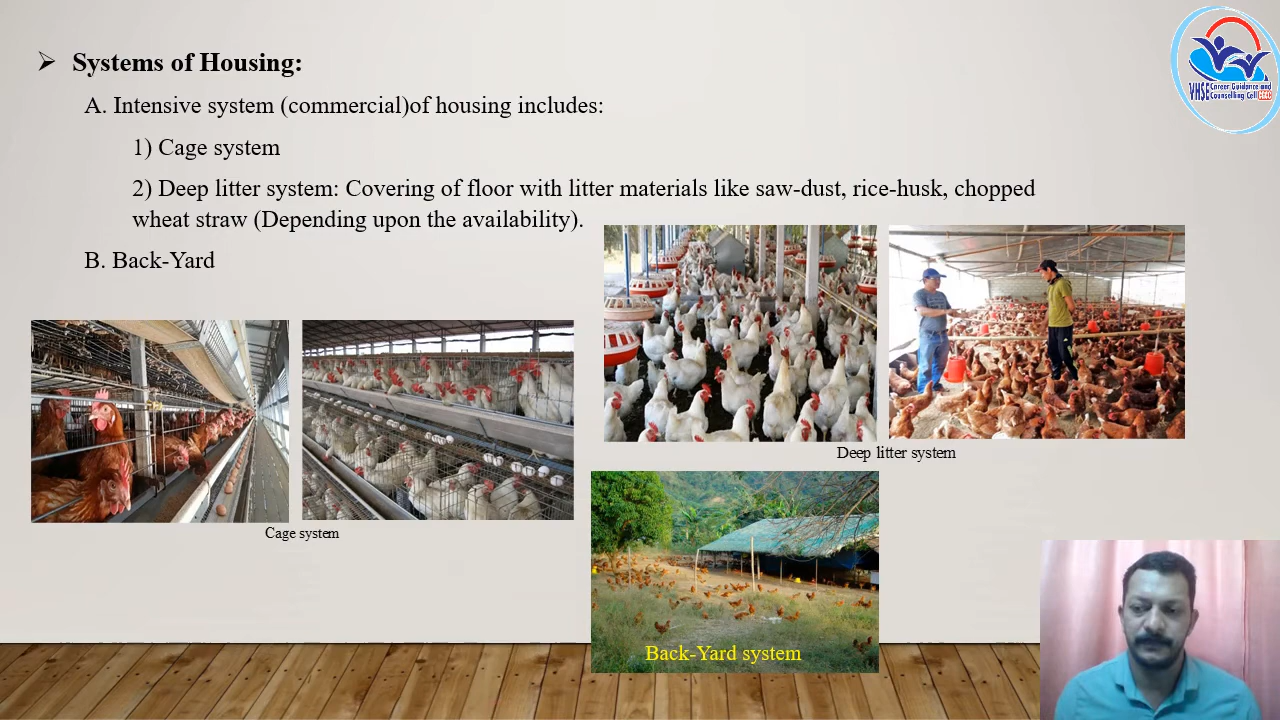 Systems of Housing:
A. Intensive system (commercial)of housing includes:
1) Cage system
2) Deep litter system: Covering of floor with litter materials like saw-dust, rice-husk, chopped
wheat straw (Depending upon the availability).
B. Back-Yard
Cage system
Deep litter system
Back-Yard system
VHSE Career Guidance and
Counselling Cell CGCC